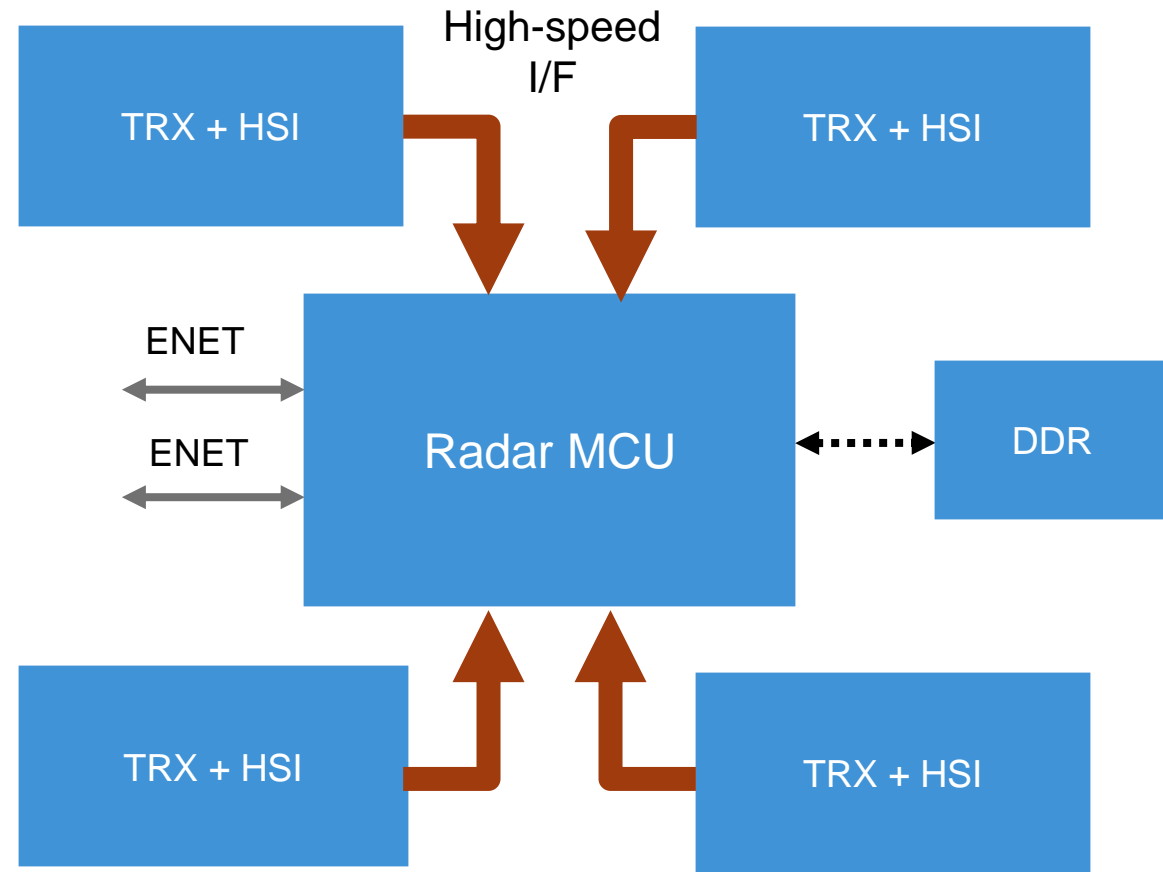 High-speed
I/F
TRX + HSI
TRX + HSI
ENET
ENET
Radar MCU
DDR
TRX + HSI
TRX + HSI